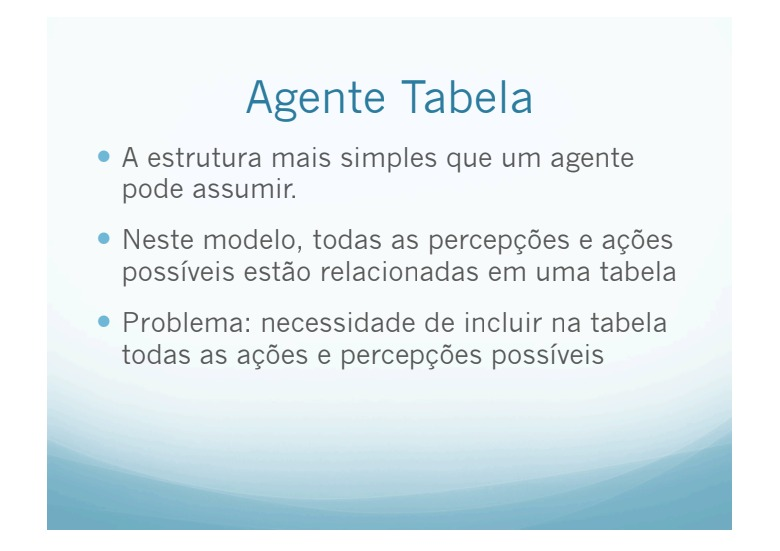 Agente Tabela
• A estrutura mais simples que um agente
pode assumir.
• Neste modelo, todas as percepções e ações
possíveis estão relacionadas em uma tabela
• Problema: necessidade de incluir na tabela
todas as ações e percepções possíveis